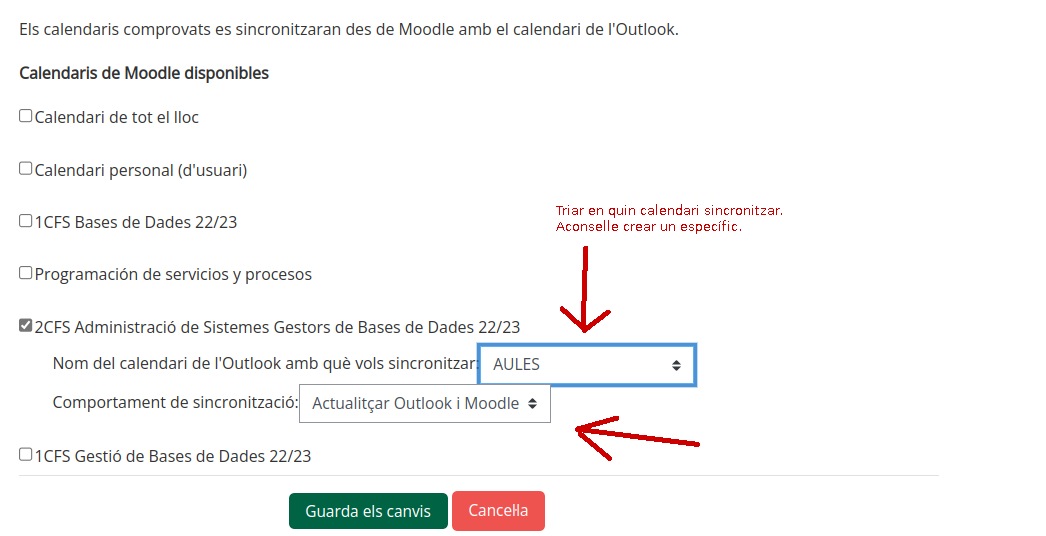 Els calendaris comprovats es sincronitzaran des de Moodle amb el calendari de l'Outlook.
Calendaris de Moodle disponibles
Calendari de tot el lloc
Calendari personal (d'usuari)
1CFS Bases de Dades 22/23
Triar en quin calendari sincronitzar.
Aconselle crear un específic.
Programación de servicios y procesos
2CFS Administració de Sistemes Gestors de Bases de Dades 22/23
Nom del calendari de l'Outlook amb què vols sincronitzar: AULES
Comportament de sincronització: Actualitçar Outlook i Moodle
1CFS Gestió de Bases de Dades 22/23
Guarda els canvis Cancel·la